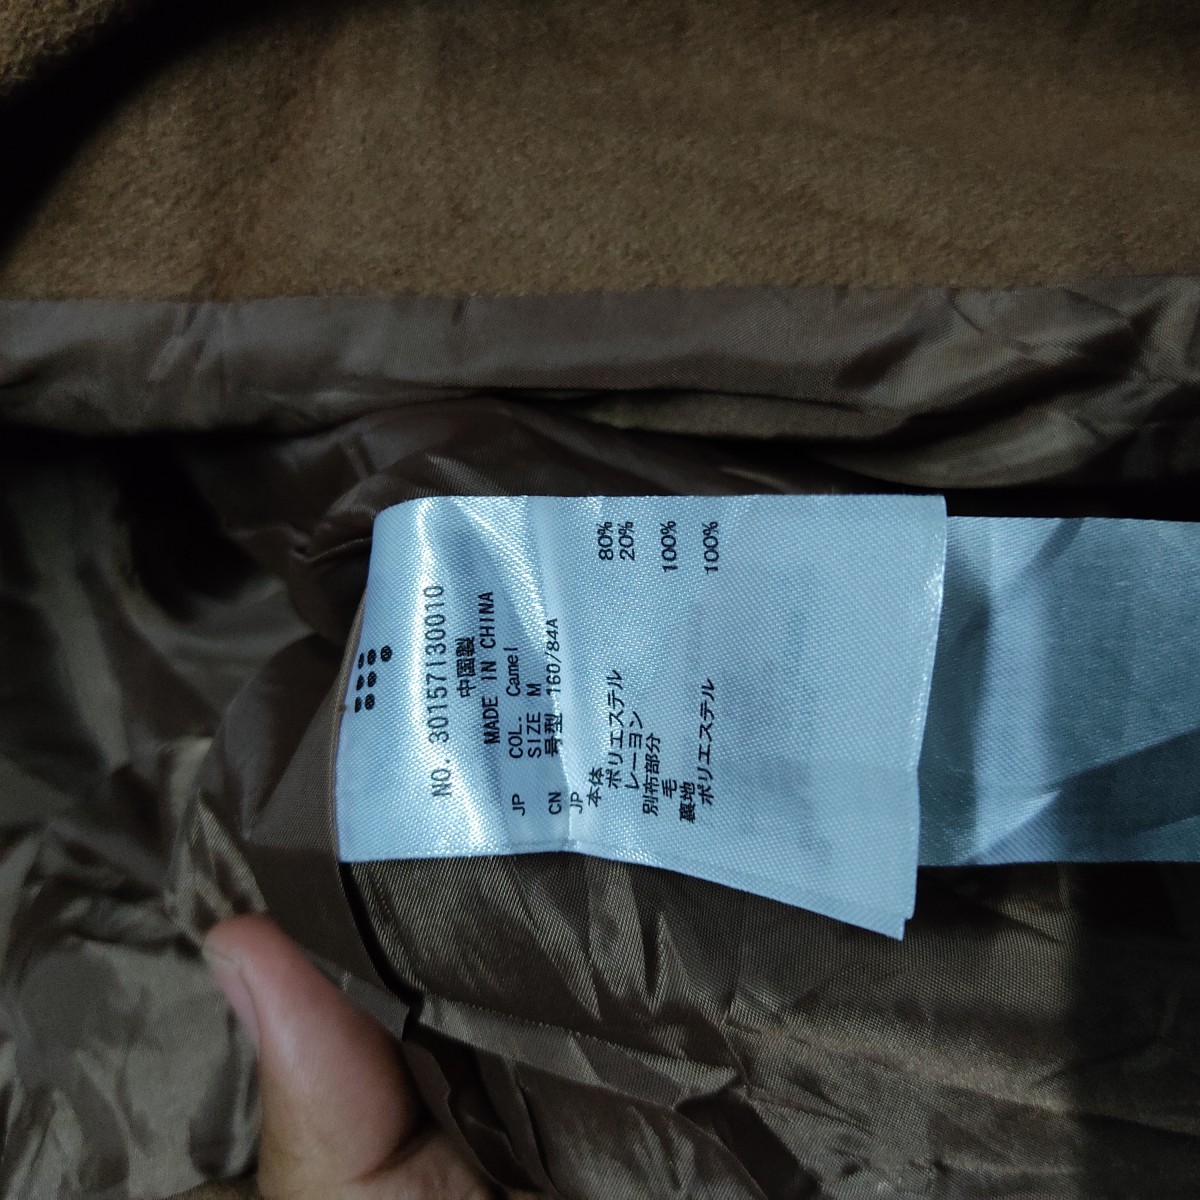 NO. 30157130010
中国製
MADE IN CHINA
JP COL. Camel
SIZE M
CN 号型 160/84A
JP
本体
ポリエステル 80%
レーヨン 20%
別布部分
毛 100%
裏地
ポリエステル 100%